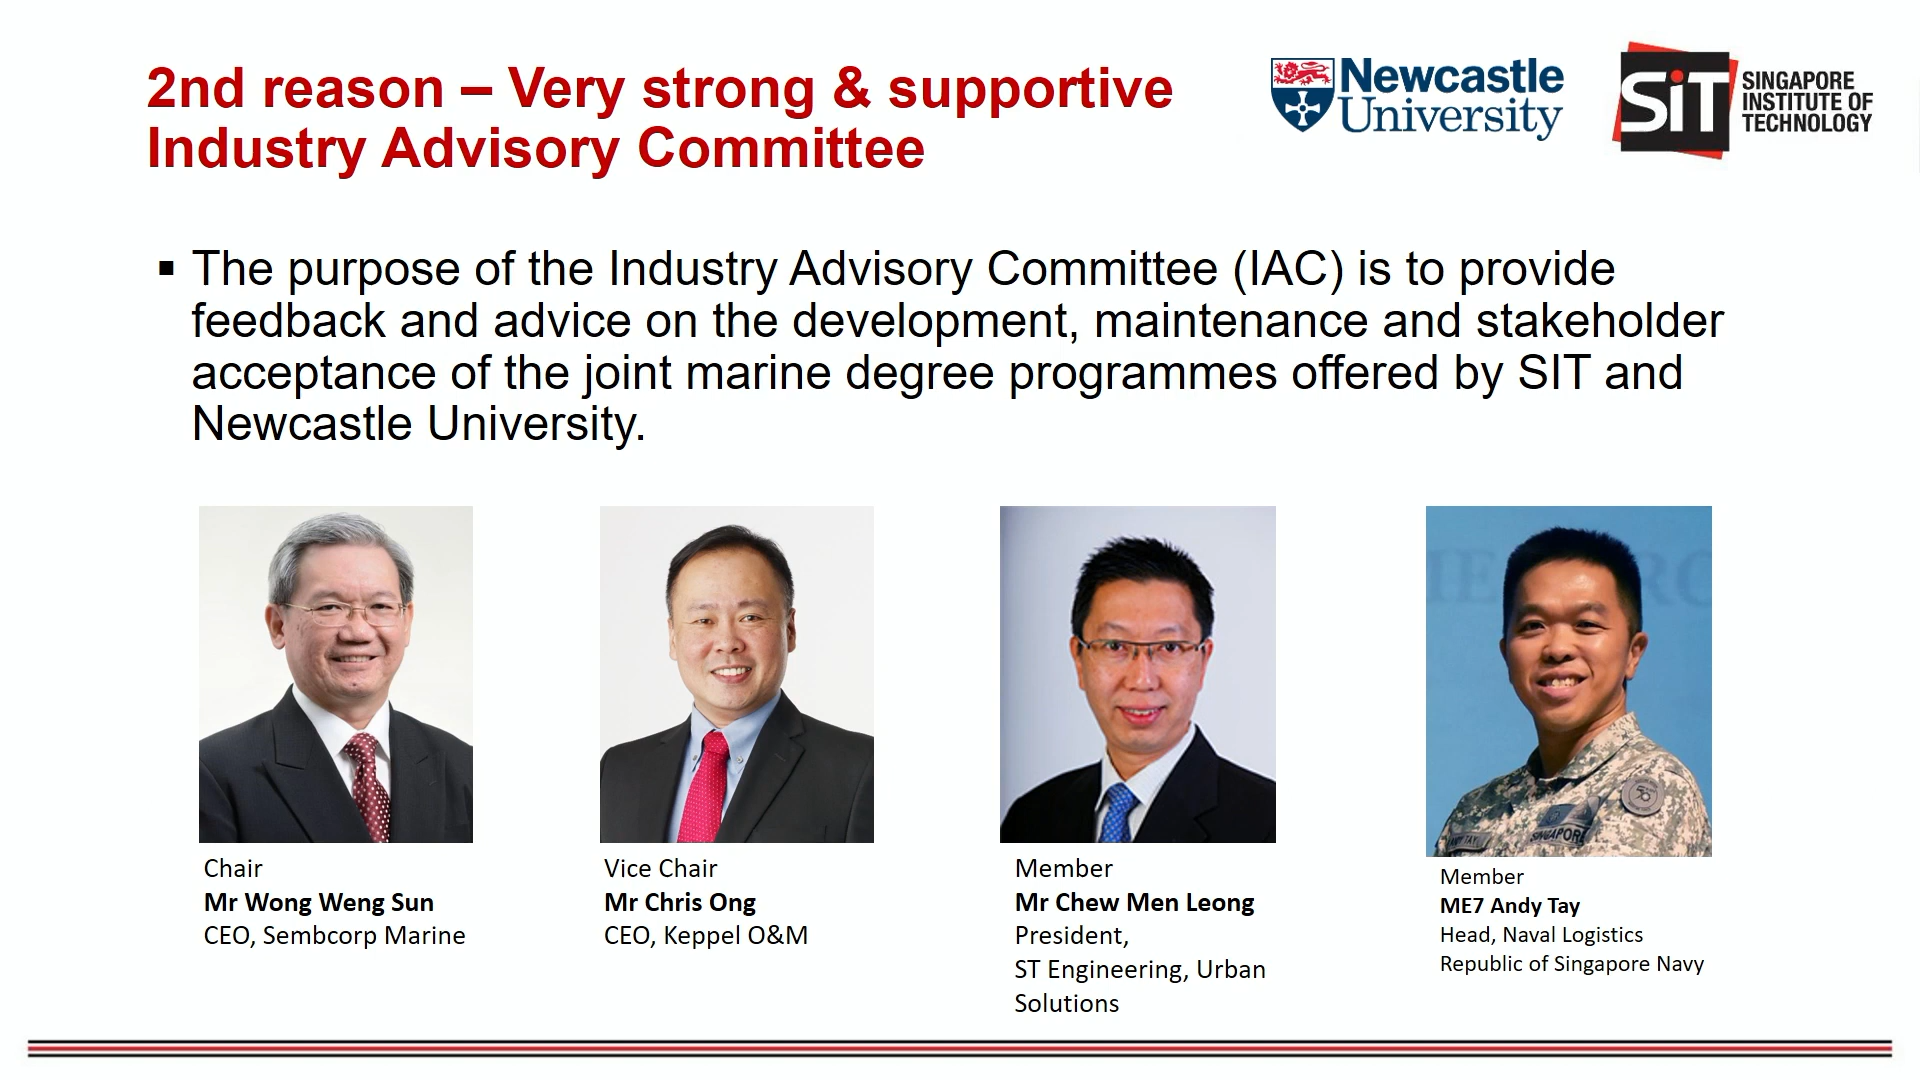 2nd reason – Very strong & supportive
Industry Advisory Committee
Newcastle
University
SiT
SINGAPORE
INSTITUTE OF
TECHNOLOGY
▪ The purpose of the Industry Advisory Committee (IAC) is to provide
feedback and advice on the development, maintenance and stakeholder
acceptance of the joint marine degree programmes offered by SIT and
Newcastle University.
SINGAPORE
Chair
Mr Wong Weng Sun
CEO, Sembcorp Marine
Vice Chair
Mr Chris Ong
CEO, Keppel O&M
Member
Mr Chew Men Leong
President,
ST Engineering, Urban
Solutions
Member
ME7 Andy Tay
Head, Naval Logistics
Republic of Singapore Navy